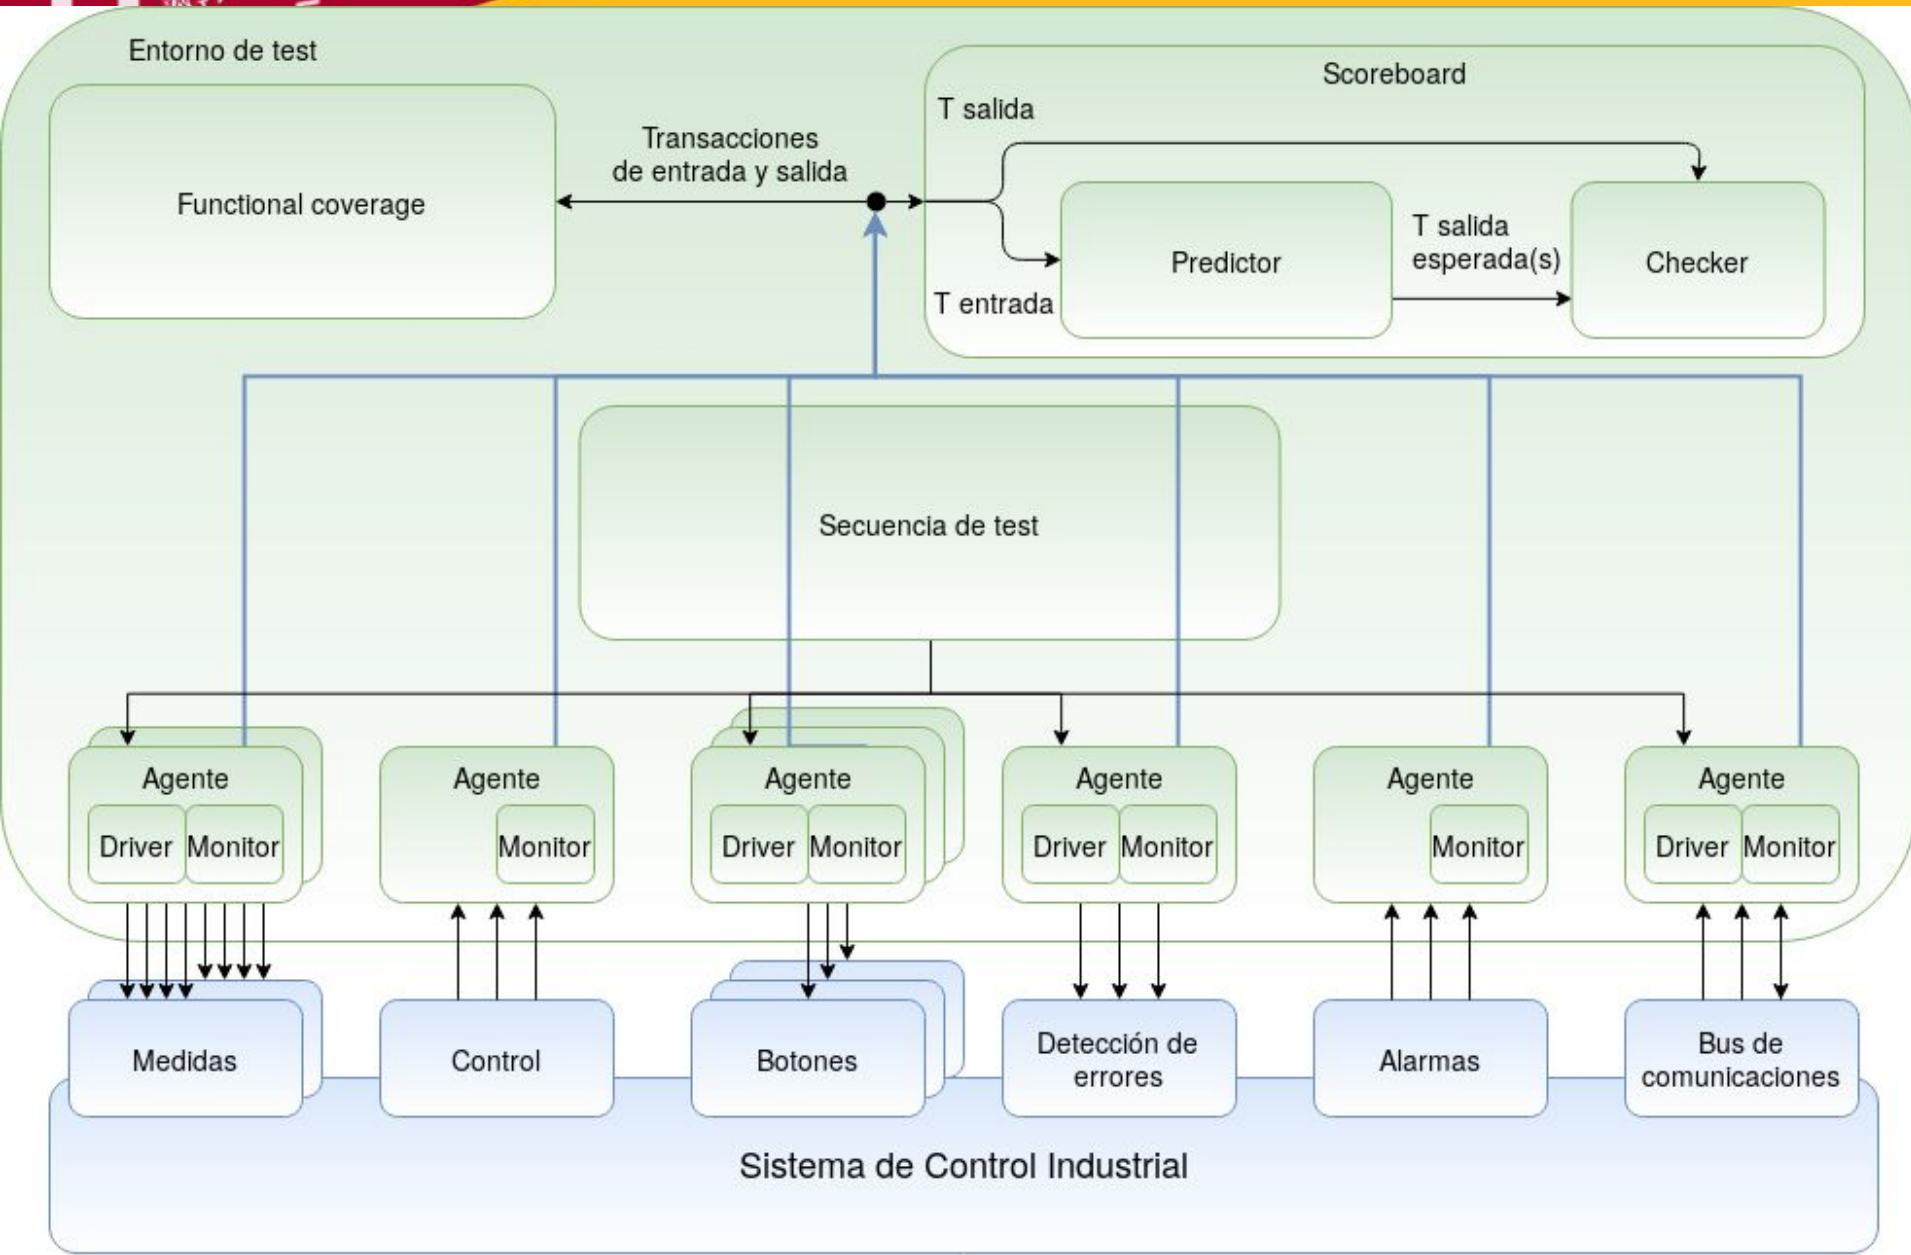 Entorno de test
Scoreboard
T salida
Transacciones
de entrada y salida
Functional coverage
Predictor
T salida
esperada(s)
Checker
T entrada
Secuencia de test
Agente
Driver
Monitor
Agente
Monitor
Agente
Driver
Monitor
Agente
Driver
Monitor
Agente
Monitor
Agente
Driver
Monitor
Medidas
Control
Botones
Detección de
errores
Alarmas
Bus de
comunicaciones
Sistema de Control Industrial